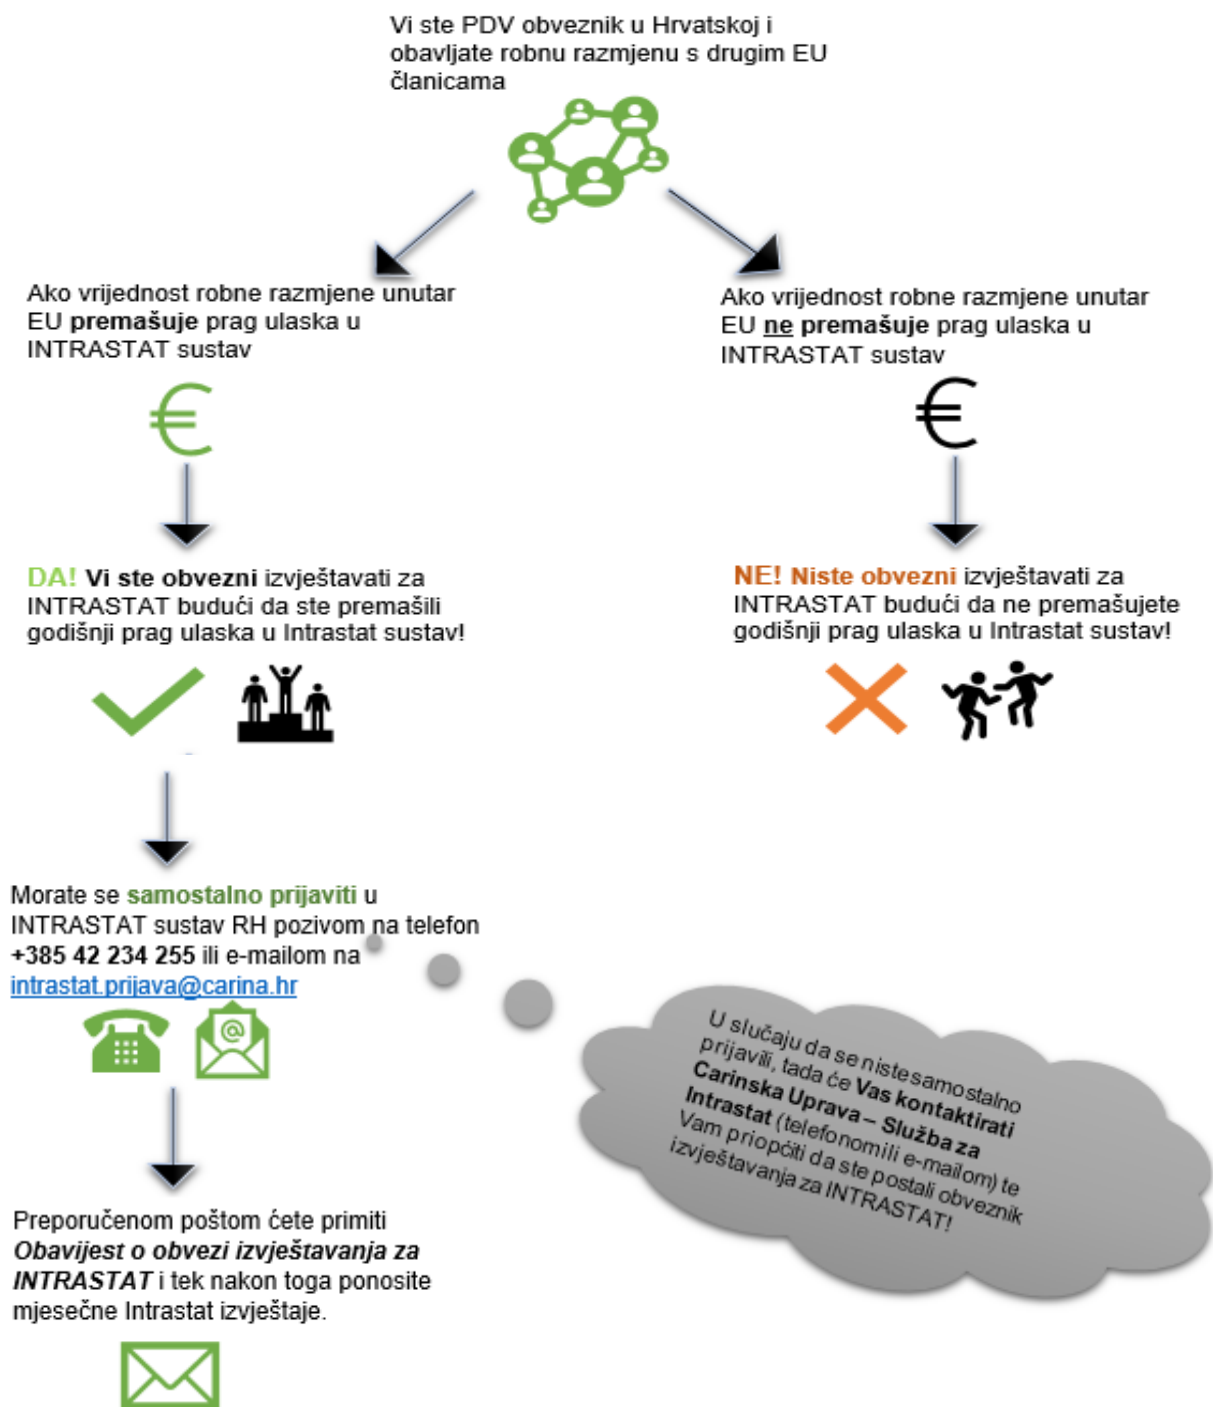 Vi ste PDV obveznik u Hrvatskoj i
obavljate robnu razmjenu s drugim EU
članicama
Ako vrijednost robne razmjene unutar
EU premašuje prag ulaska u
INTRASTAT sustav
Ako vrijednost robne razmjene unutar
EU ne premašuje prag ulaska u
INTRASTAT sustav
DA! Vi ste obvezni izvještavati za
INTRASTAT budući da ste premašili
godišnji prag ulaska u Intrastat sustav!
NE! Niste obvezni izvještavati za
INTRASTAT budući da ne premašujete
godišnji prag ulaska u Intrastat sustav!
Morate se samostalno prijaviti u
INTRASTAT sustav RH pozivom na telefon
+385 42 234 255 ili e-mailom na
intrastat.prijava@carina.hr
U slučaju da se niste samostalno
prijavili, tada će Vas kontaktirati
Carinska Uprava – Služba za
Intrastat (telefonom ili e-mailom) te
Vam priopćiti da ste postali obveznik
izvještavanja za INTRASTAT!
Preporučenom poštom ćete primiti
Obavijest o obvezi izvještavanja za
INTRASTAT i tek nakon toga ponosite
mjesečne Intrastat izvještaje.